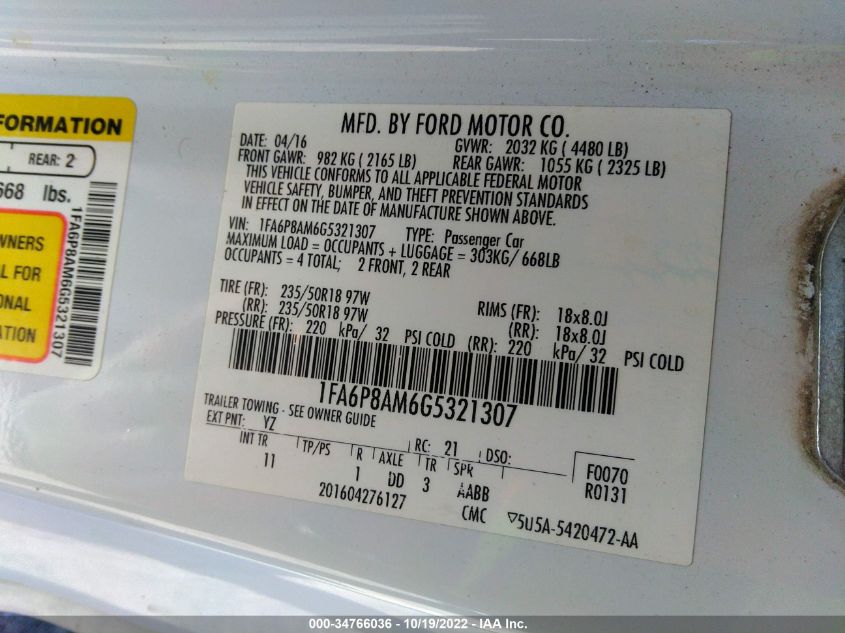 FORMATION
REAR: 2
668 lbs.
WNERS
L FOR
ONAL
ATION
1FA6P8AM6G5321307
MFD. BY FORD MOTOR CO.
DATE: 04/16 GVWR: 2032 KG ( 4480 LB)
FRONT GAWR: 982 KG ( 2165 LB) REAR GAWR: 1055 KG ( 2325 LB)
THIS VEHICLE CONFORMS TO ALL APPLICABLE FEDERAL MOTOR
VEHICLE SAFETY, BUMPER, AND THEFT PREVENTION STANDARDS
IN EFFECT ON THE DATE OF MANUFACTURE SHOWN ABOVE.
VIN: 1FA6P8AM6G5321307 TYPE: Passenger Car
MAXIMUM LOAD = OCCUPANTS + LUGGAGE = 303KG/ 668LB
OCCUPANTS = 4 TOTAL; 2 FRONT, 2 REAR
TIRE (FR): 235/50R18 97W RIMS (FR): 18x8.0J
(RR): 235/50R18 97W (RR): 18x8.0J
PRESSURE (FR): 220 kPa/ 32 PSI COLD (RR): 220 kPa/ 32 PSI COLD
1FA6P8AM6G5321307
TRAILER TOWING - SEE OWNER GUIDE
EXT PNT: YZ RC: 21 DSO:
INT TR TP/PS R AXLE TR SPR F0070
11 1 DD 3 AABB R0131
201604276127 CMC 5U5A-5420472-AA
000-34766036 - 10/19/2022 - IAA Inc.